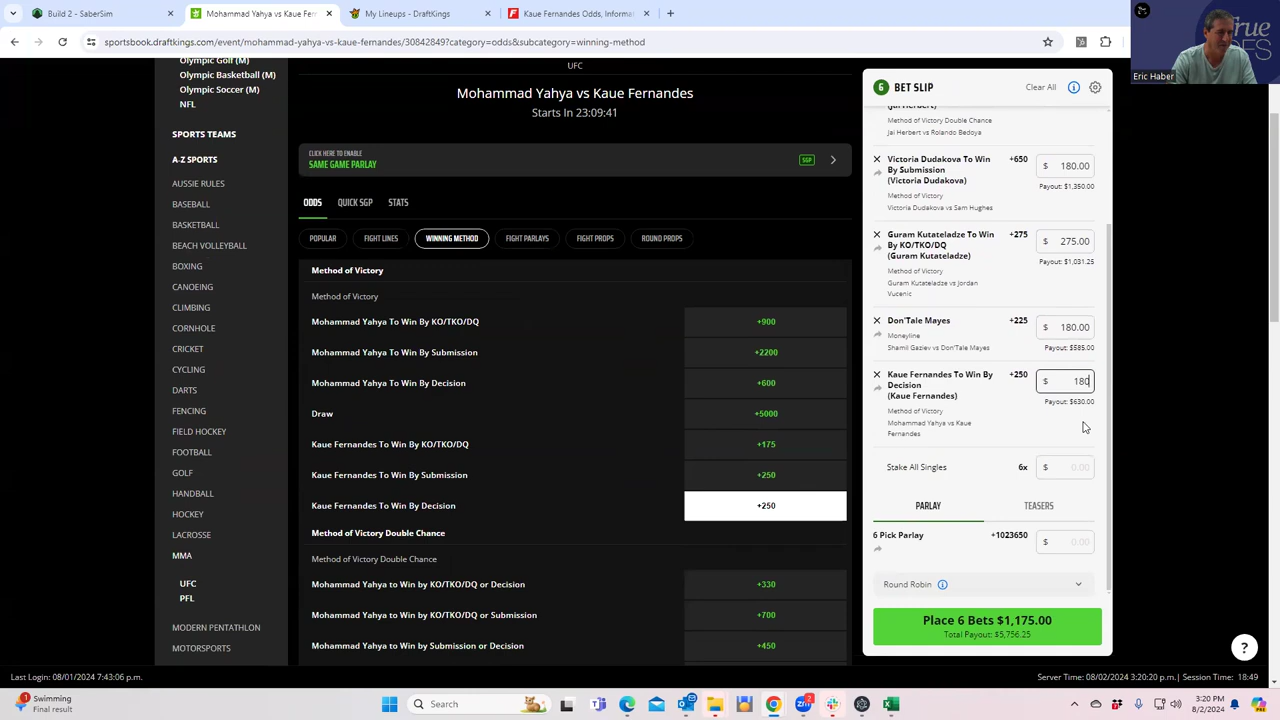 Build 2 - SaberSim
Mohammad Yahya vs Kaue Fern
My Lineups - DraftKings
Kaue Fernandes Odds, Informat
sportsbook.draftkings.com/event/mohammad-yahya-vs-kaue-fernandes/30842849?category=odds&subcategory=winning-method
Eric Haber
Olympic Golf (M)
Olympic Basketball (M)
Olympic Soccer (M)
NFL
SPORTS TEAMS
A-Z SPORTS
AUSSIE RULES
BASEBALL
BASKETBALL
BEACH VOLLEYBALL
BOXING
CANOEING
CLIMBING
CORNHOLE
CRICKET
CYCLING
DARTS
FENCING
FIELD HOCKEY
FOOTBALL
GOLF
HANDBALL
HOCKEY
LACROSSE
MMA
UFC
PFL
MODERN PENTATHLON
MOTORSPORTS
UFC
Mohammad Yahya vs Kaue Fernandes
Starts In 23:09:41
CLICK HERE TO ENABLE
SAME GAME PARLAY
SGP
ODDS QUICK SGP STATS
POPULAR FIGHT LINES WINNING METHOD FIGHT PARLAYS FIGHT PROPS ROUND PROPS
Method of Victory
Method of Victory
Mohammad Yahya To Win By KO/TKO/DQ +900
Mohammad Yahya To Win By Submission +2200
Mohammad Yahya To Win By Decision +600
Draw +5000
Kaue Fernandes To Win By KO/TKO/DQ +175
Kaue Fernandes To Win By Submission +250
Kaue Fernandes To Win By Decision +250
Method of Victory Double Chance
Method of Victory Double Chance
Mohammad Yahya to Win by KO/TKO/DQ or Decision +330
Mohammad Yahya to Win by KO/TKO/DQ or Submission +700
Mohammad Yahya to Win by Submission or Decision +450
6 BET SLIP Clear All
(Jai Herbert)
Method of Victory Double Chance
Jai Herbert vs Rolando Bedoya
Victoria Dudakova To Win +650 $ 180.00
By Submission
(Victoria Dudakova) Payout: $1,350.00
Method of Victory
Victoria Dudakova vs Sam Hughes
Guram Kutateladze To Win +275 $ 275.00
By KO/TKO/DQ
(Guram Kutateladze) Payout: $1,031.25
Method of Victory
Guram Kutateladze vs Jordan
Vucenic
Don'Tale Mayes +225 $ 180.00
Moneyline
Shamil Gaziev vs Don'Tale Mayes Payout: $585.00
Kaue Fernandes To Win By +250 $ 180
Decision
(Kaue Fernandes) Payout: $630.00
Method of Victory
Mohammad Yahya vs Kaue
Fernandes
Stake All Singles 6x $ 0.00
PARLAY TEASERS
6 Pick Parlay +1023650 $ 0.00
Round Robin
Place 6 Bets $1,175.00
Total Payout: $5,756.25
?
Last Login: 08/01/2024 7:43:06 p.m. Server Time: 08/02/2024 3:20:20 p.m. | Session Time: 18:49
Swimming
Final result
Search
3:20 PM
8/2/2024